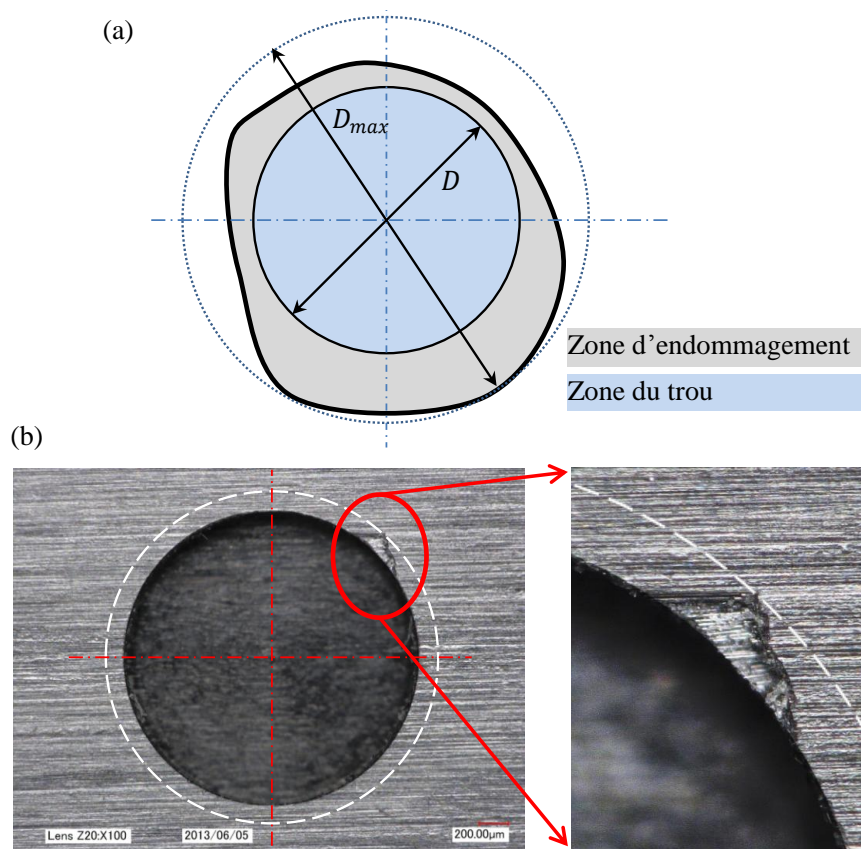 (a)
D_max
D
Zone d'endommagement
Zone du trou
(b)
Lens Z20:X100 2013/06/05 200.00μm